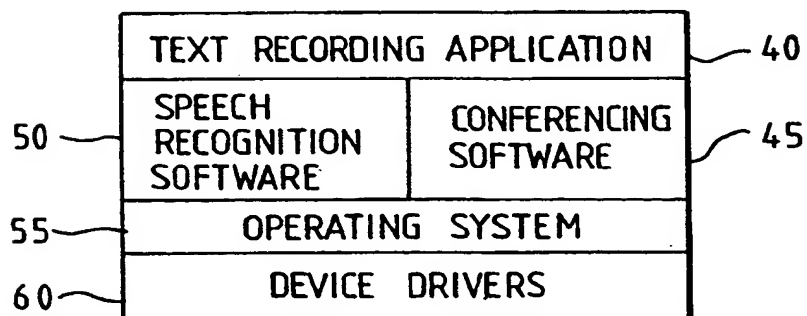 TEXT RECORDING APPLICATION 40
50 SPEECH RECOGNITION SOFTWARE
CONFERENCING SOFTWARE 45
55 OPERATING SYSTEM
60 DEVICE DRIVERS